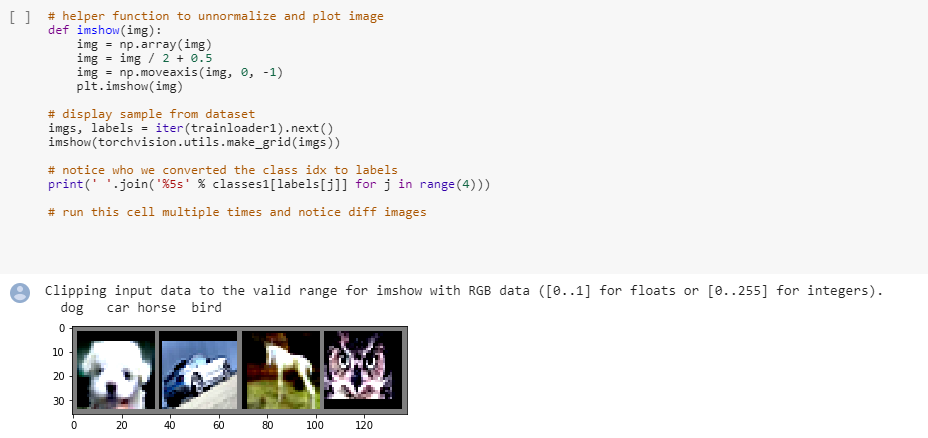 [ ] # helper function to unnormalize and plot image
def imshow(img):
    img = np.array(img)
    img = img / 2 + 0.5
    img = np.moveaxis(img, 0, -1)
    plt.imshow(img)

# display sample from dataset
imgs, labels = iter(trainloader1).next()
imshow(torchvision.utils.make_grid(imgs))

# notice who we converted the class idx to labels
print(' '.join('%5s' % classes1[labels[j]] for j in range(4)))

# run this cell multiple times and notice diff images

Clipping input data to the valid range for imshow with RGB data ([0..1] for floats or [0..255] for integers).
  dog   car horse  bird
0
10
20
30
0 20 40 60 80 100 120